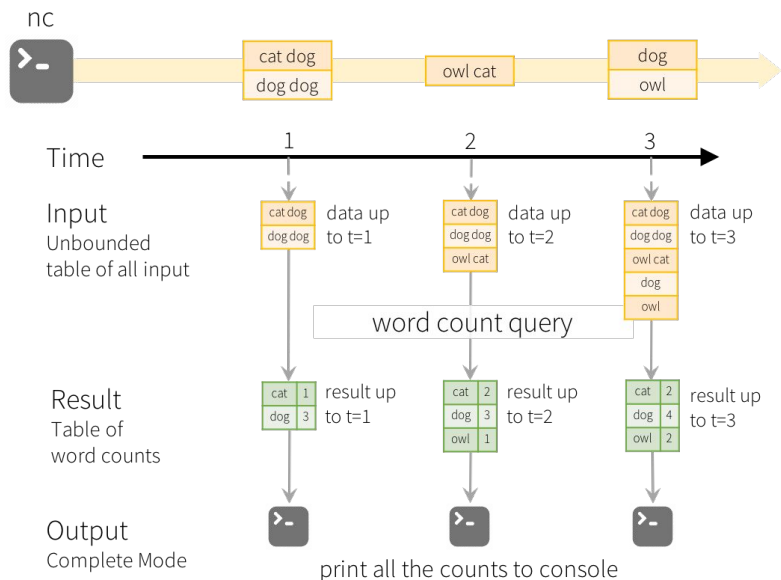 nc
cat dog
dog dog
owl cat
dog
owl
Time
1
2
3
Input
Unbounded
table of all input
cat dog
dog dog
data up
to t=1
cat dog
dog dog
owl cat
data up
to t=2
cat dog
dog dog
owl cat
dog
owl
data up
to t=3
word count query
Result
Table of
word counts
cat 1
dog 3
result up
to t=1
cat 2
dog 3
owl 1
result up
to t=2
cat 2
dog 4
owl 2
result up
to t=3
Output
Complete Mode
print all the counts to console